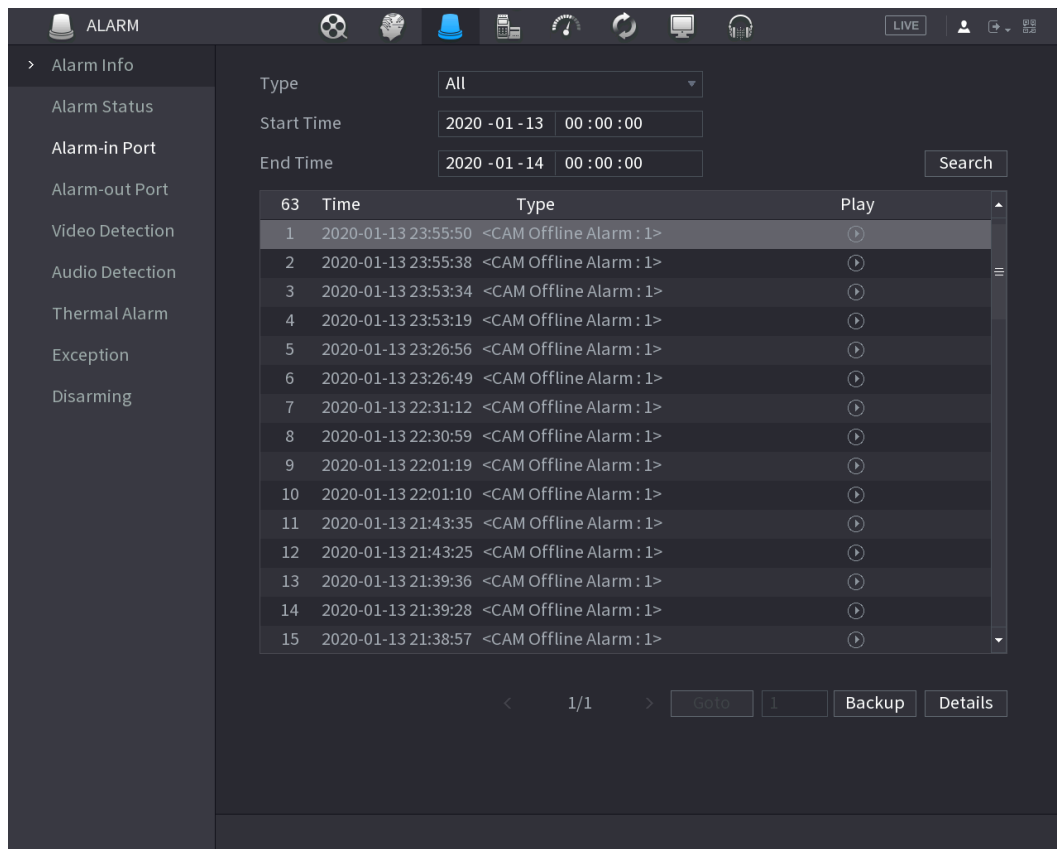 ALARM LIVE
Alarm Info
Alarm Status
Alarm-in Port
Alarm-out Port
Video Detection
Audio Detection
Thermal Alarm
Exception
Disarming
Type All
Start Time 2020 -01 -13 00 : 00 : 00
End Time 2020 -01 -14 00 : 00 : 00 Search
63 Time Type Play
1 2020-01-13 23:55:50 <CAM Offline Alarm : 1>
2 2020-01-13 23:55:38 <CAM Offline Alarm : 1>
3 2020-01-13 23:53:34 <CAM Offline Alarm : 1>
4 2020-01-13 23:53:19 <CAM Offline Alarm : 1>
5 2020-01-13 23:26:56 <CAM Offline Alarm : 1>
6 2020-01-13 23:26:49 <CAM Offline Alarm : 1>
7 2020-01-13 22:31:12 <CAM Offline Alarm : 1>
8 2020-01-13 22:30:59 <CAM Offline Alarm : 1>
9 2020-01-13 22:01:19 <CAM Offline Alarm : 1>
10 2020-01-13 22:01:10 <CAM Offline Alarm : 1>
11 2020-01-13 21:43:35 <CAM Offline Alarm : 1>
12 2020-01-13 21:43:25 <CAM Offline Alarm : 1>
13 2020-01-13 21:39:36 <CAM Offline Alarm : 1>
14 2020-01-13 21:39:28 <CAM Offline Alarm : 1>
15 2020-01-13 21:38:57 <CAM Offline Alarm : 1>
< 1/1 > Goto 1 Backup Details